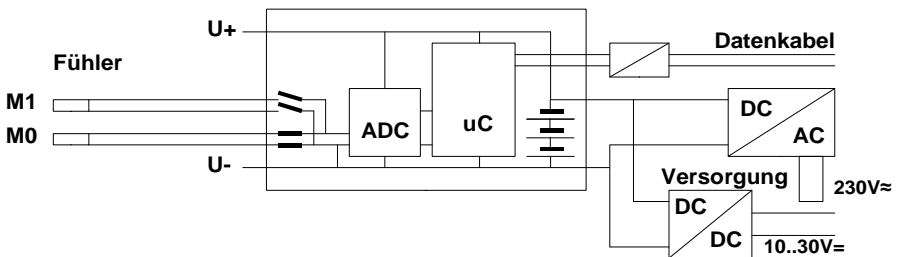 U+
Datenkabel
Fühler
M1
DC
ADC
uC
M0
AC
U-
Versorgung
230V≈
DC
DC
10..30V=